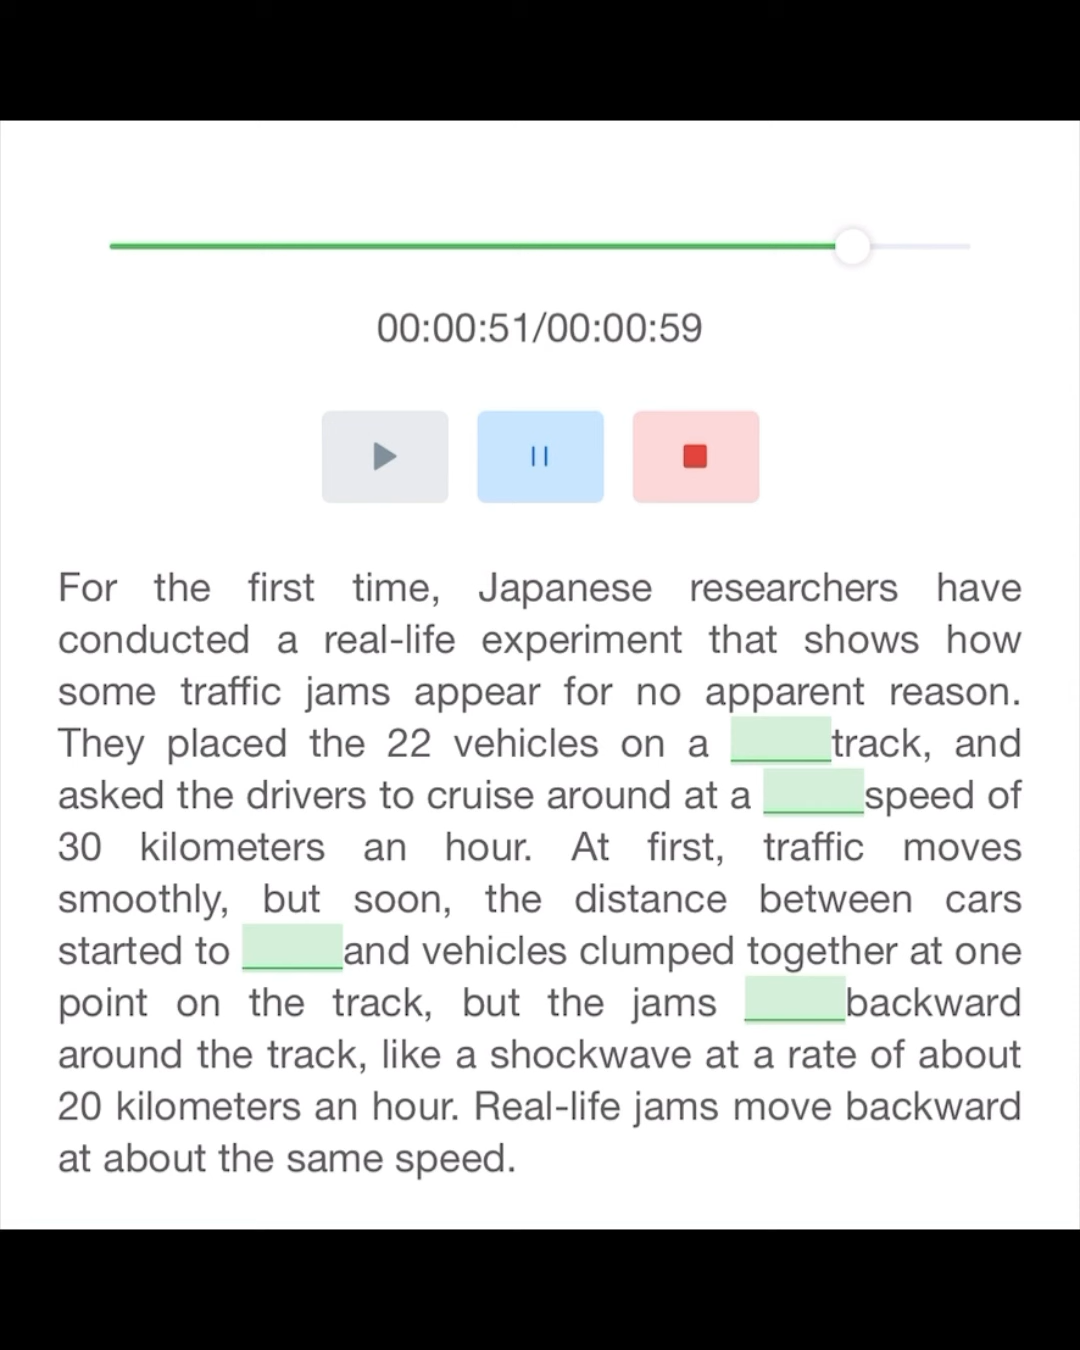 00:00:51/00:00:59
For the first time, Japanese researchers have
conducted a real-life experiment that shows how
some traffic jams appear for no apparent reason.
They placed the 22 vehicles on a track, and
asked the drivers to cruise around at a speed of
30 kilometers an hour. At first, traffic moves
smoothly, but soon, the distance between cars
started to and vehicles clumped together at one
point on the track, but the jams backward
around the track, like a shockwave at a rate of about
20 kilometers an hour. Real-life jams move backward
at about the same speed.